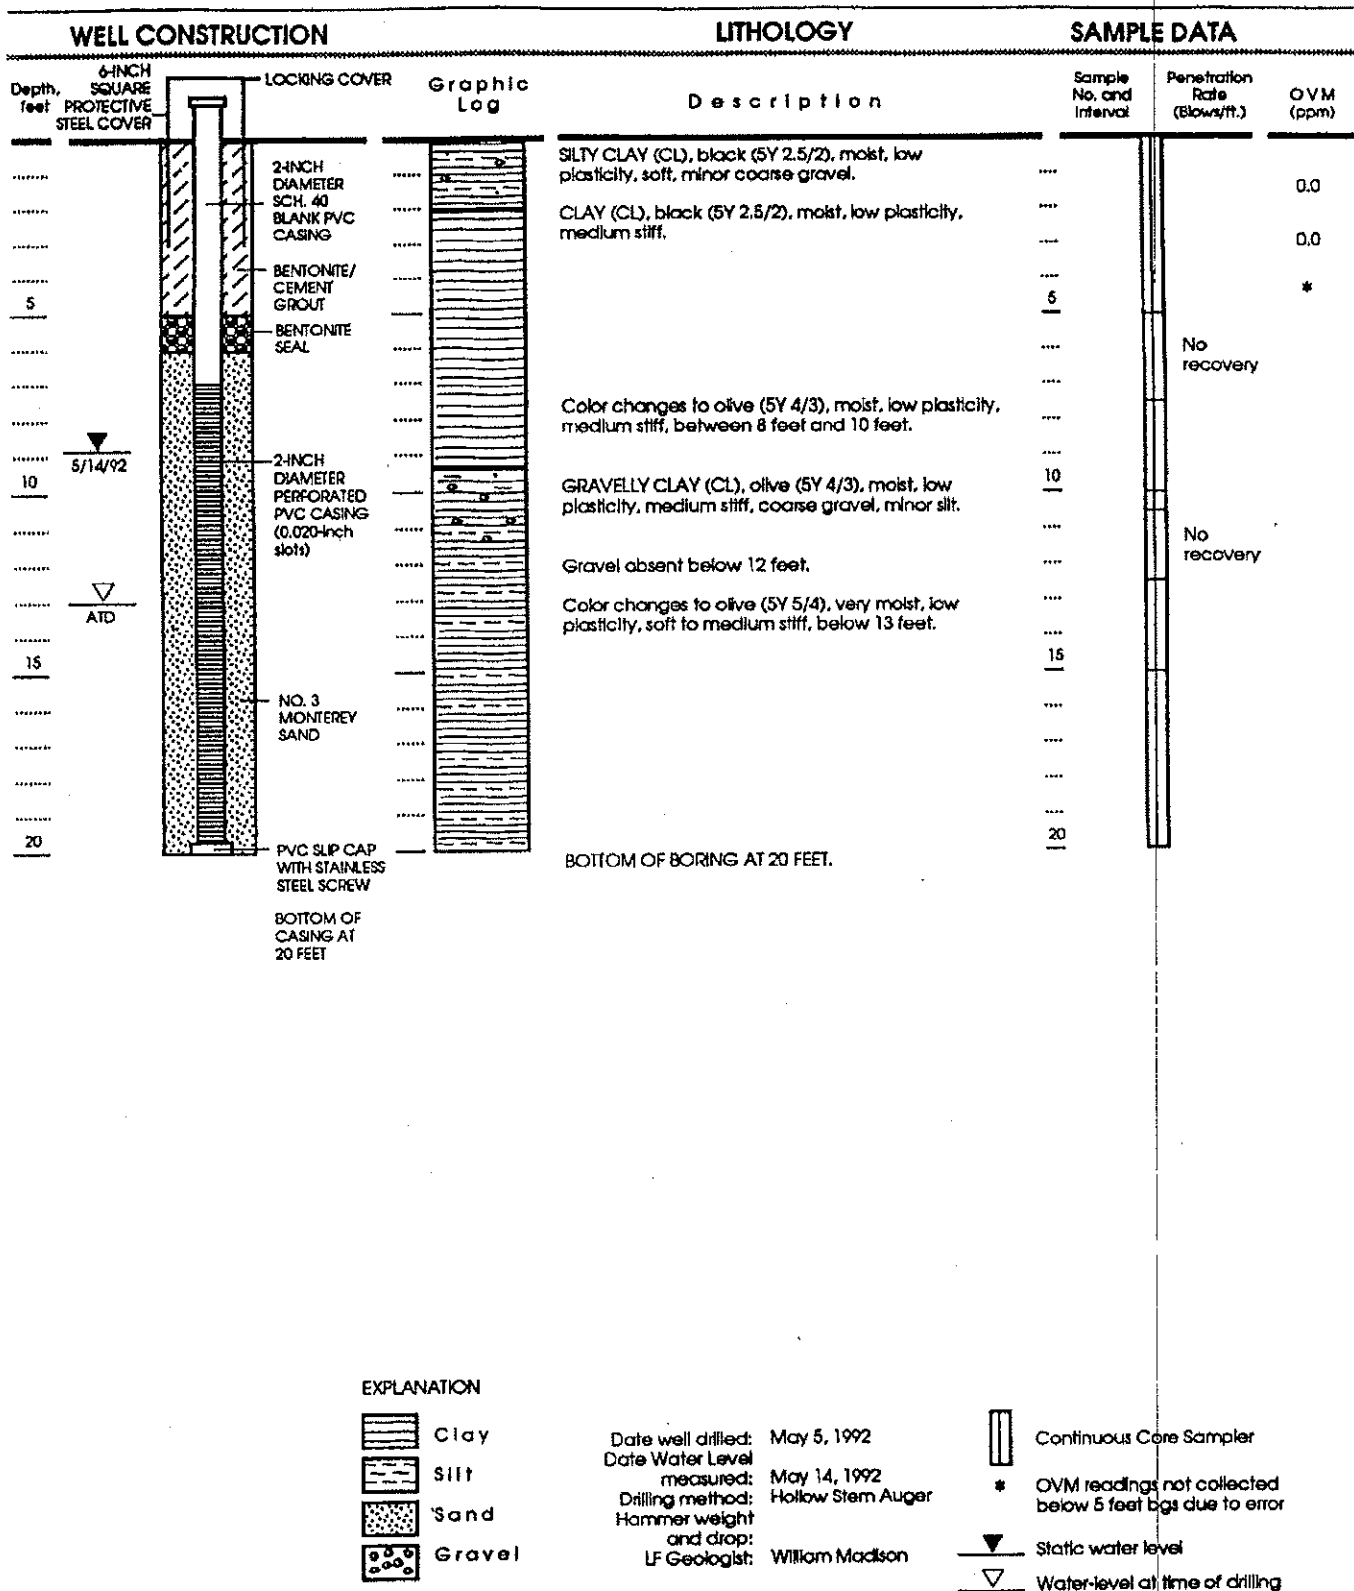 WELL CONSTRUCTION
LITHOLOGY
SAMPLE DATA
Depth, feet
6-INCH
SQUARE
PROTECTIVE
STEEL COVER
LOCKING COVER
Graphic
Log
Description
Sample
No. and
Interval
Penetration
Rate
(Blows/ft.)
OVM
(ppm)
2-INCH
DIAMETER
SCH. 40
BLANK PVC
CASING
BENTONITE/
CEMENT
GROUT
BENTONITE
SEAL
2-INCH
DIAMETER
PERFORATED
PVC CASING
(0.020-inch
slots)
NO. 3
MONTEREY
SAND
PVC SLIP CAP
WITH STAINLESS
STEEL SCREW
BOTTOM OF
CASING AT
20 FEET
5
5/14/92
10
ATD
15
20
SILTY CLAY (CL), black (5Y 2.5/2), moist, low
plasticity, soft, minor coarse gravel.
CLAY (CL), black (5Y 2.5/2), moist, low plasticity,
medium stiff.
Color changes to olive (5Y 4/3), moist, low plasticity,
medium stiff, between 8 feet and 10 feet.
GRAVELLY CLAY (CL), olive (5Y 4/3), moist, low
plasticity, medium stiff, coarse gravel, minor silt.
Gravel absent below 12 feet.
Color changes to olive (5Y 5/4), very moist, low
plasticity, soft to medium stiff, below 13 feet.
BOTTOM OF BORING AT 20 FEET.
5
10
15
20
No
recovery
No
recovery
0.0
0.0
*
EXPLANATION
Clay
Silt
Sand
Gravel
Date well drilled: May 5, 1992
Date Water Level
measured: May 14, 1992
Drilling method: Hollow Stem Auger
Hammer weight
and drop:
LF Geologist: William Madison
Continuous Core Sampler
* OVM readings not collected
below 5 feet bgs due to error
Static water level
Water-level at time of drilling